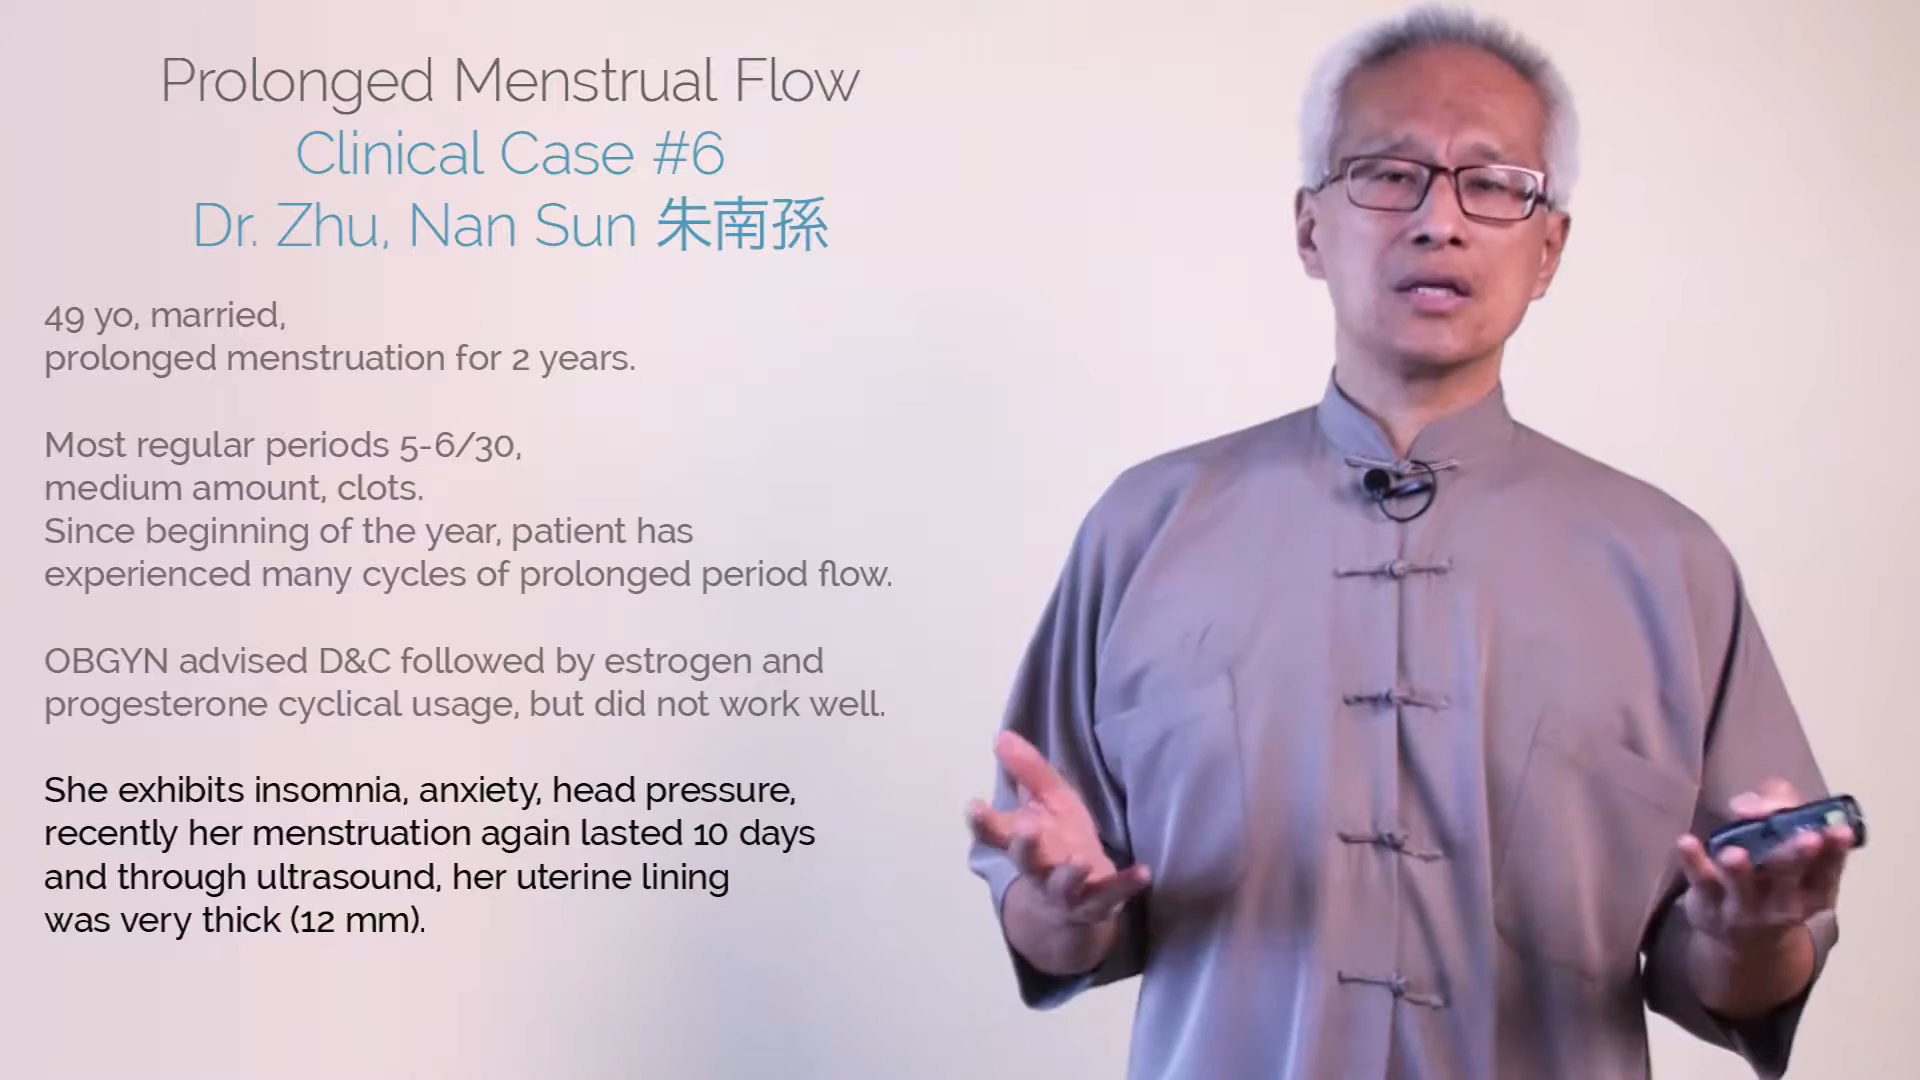 Prolonged Menstrual Flow
Clinical Case #6
Dr. Zhu, Nan Sun 朱南孫
49 yo, married,
prolonged menstruation for 2 years.
Most regular periods 5-6/30,
medium amount, clots.
Since beginning of the year, patient has
experienced many cycles of prolonged period flow.
OBGYN advised D&C followed by estrogen and
progesterone cyclical usage, but did not work well.
She exhibits insomnia, anxiety, head pressure,
recently her menstruation again lasted 10 days
and through ultrasound, her uterine lining
was very thick (12 mm).